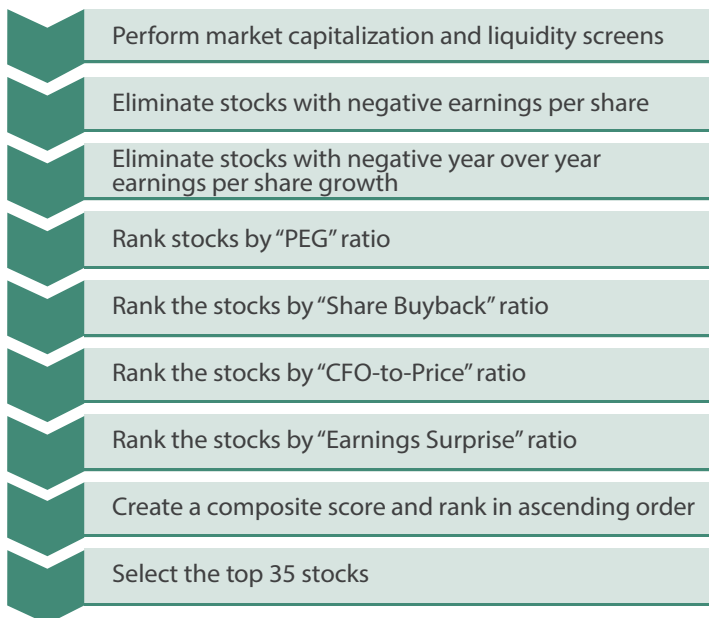 Perform market capitalization and liquidity screens
Eliminate stocks with negative earnings per share
Eliminate stocks with negative year over year
earnings per share growth
Rank stocks by “PEG” ratio
Rank the stocks by “Share Buyback” ratio
Rank the stocks by “CFO-to-Price” ratio
Rank the stocks by “Earnings Surprise” ratio
Create a composite score and rank in ascending order
Select the top 35 stocks